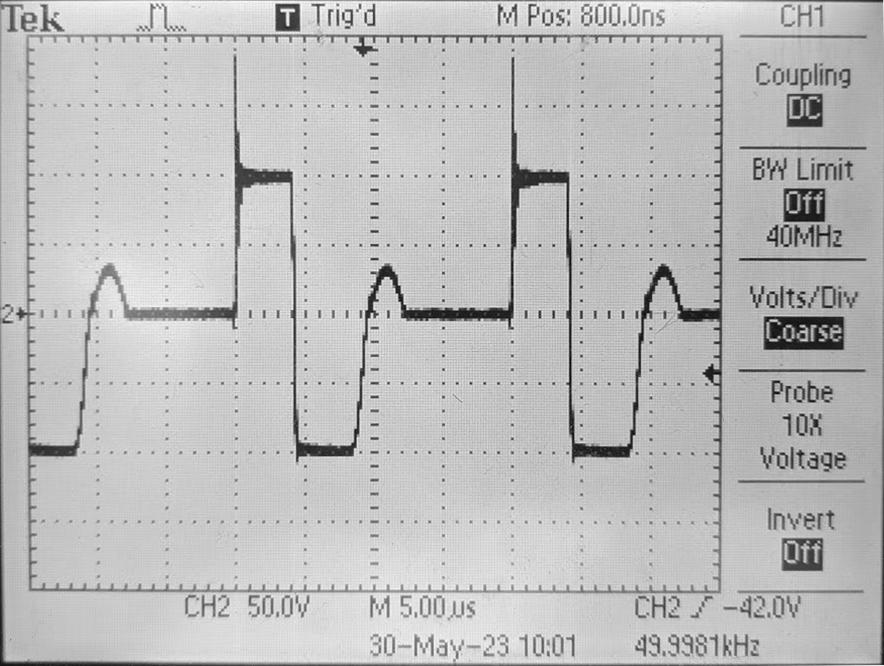 Tek T Trig'd M Pos: 800.0ns CH1
Coupling
DC
BW Limit
Off
40MHz
2
Volts/Div
Coarse
Probe
10X
Voltage
Invert
Off
CH2 50.0V M 5.00µs CH2 -42.0V
30-May-23 10:01 49.9981kHz